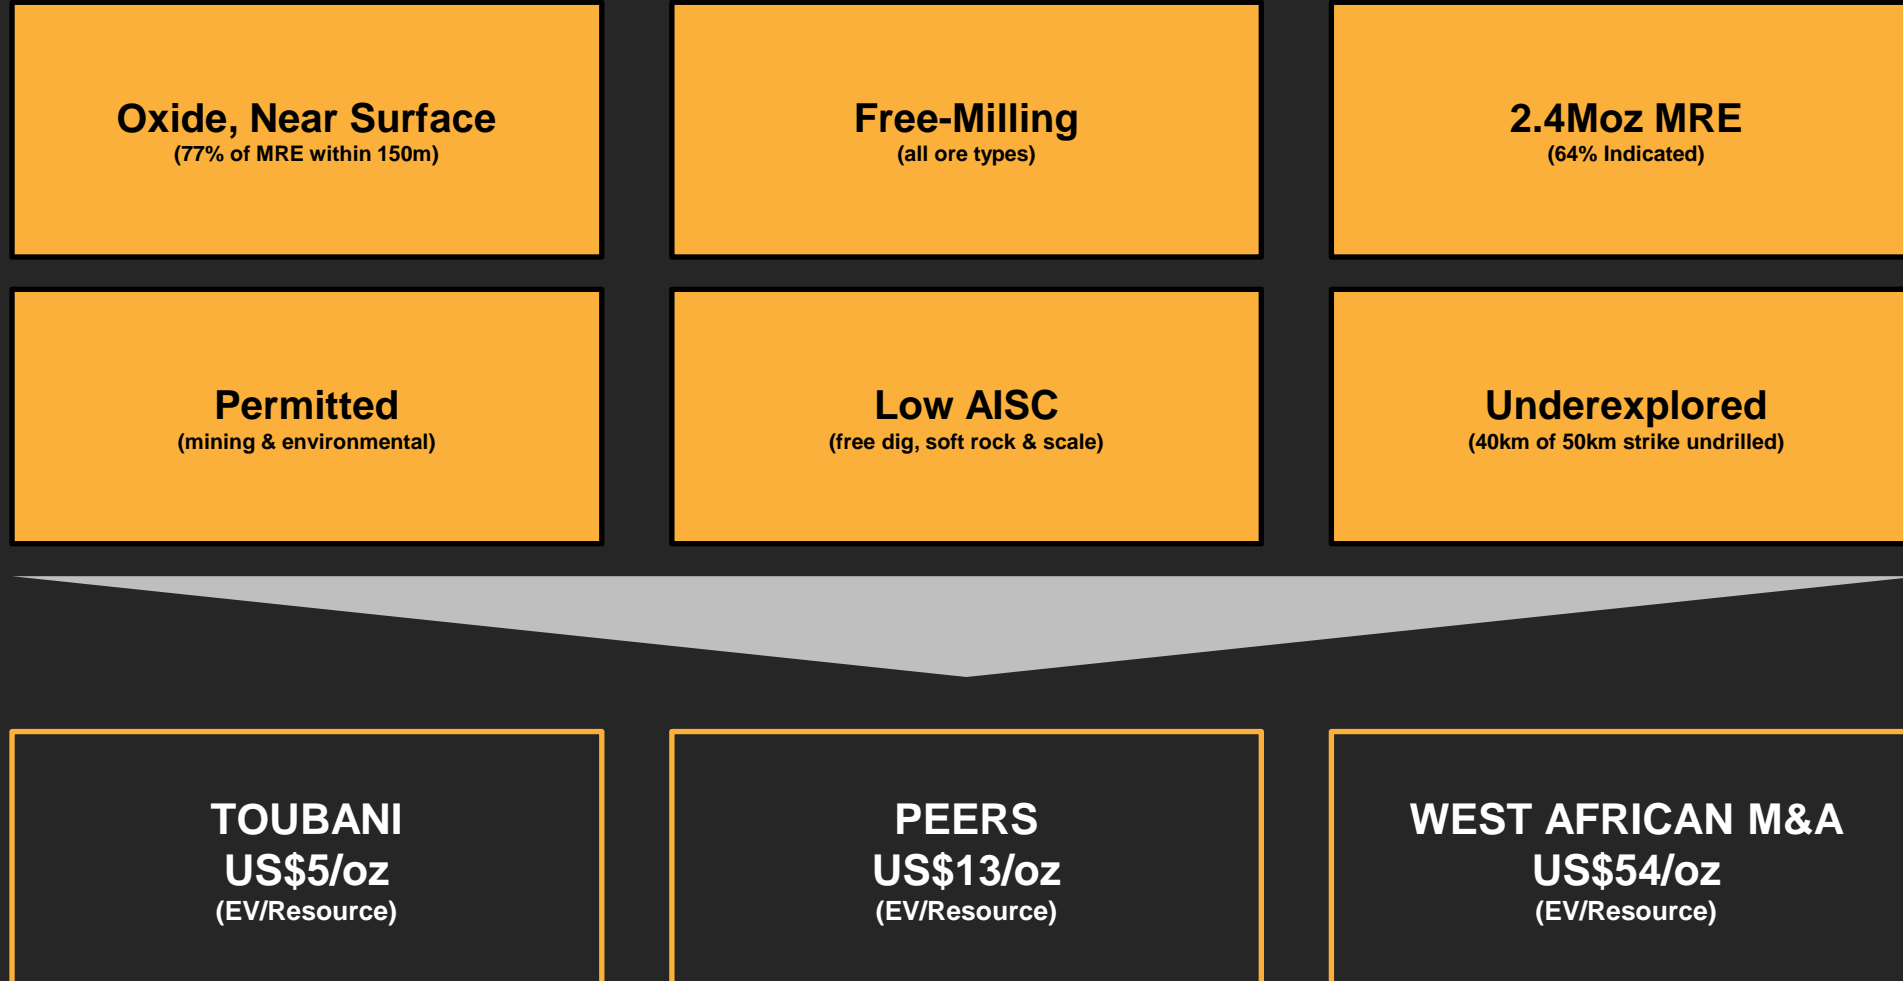 Oxide, Near Surface
(77% of MRE within 150m)
Free-Milling
(all ore types)
2.4Moz MRE
(64% Indicated)
Permitted
(mining & environmental)
Low AISC
(free dig, soft rock & scale)
Underexplored
(40km of 50km strike undrilled)
TOUBANI
US$5/oz
(EV/Resource)
PEERS
US$13/oz
(EV/Resource)
WEST AFRICAN M&A
US$54/oz
(EV/Resource)